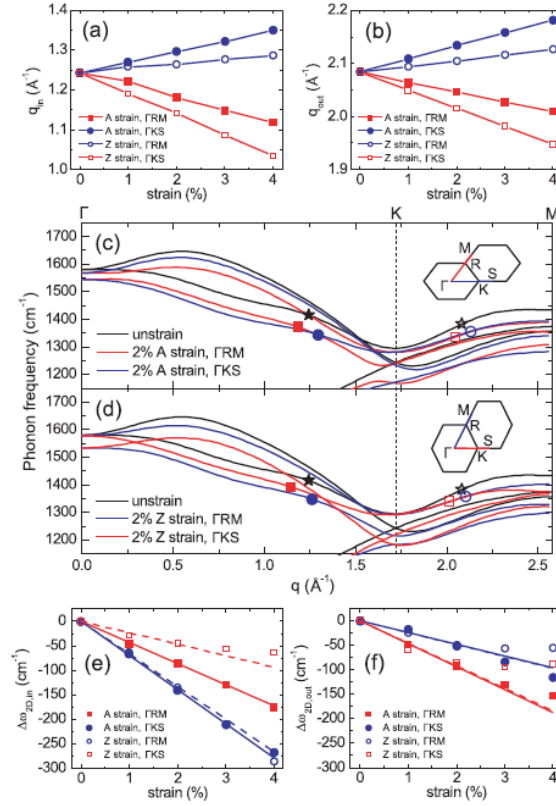 (a)
q_in (Å⁻¹)
1.4
1.3
1.2
1.1
1.0
A strain, ΓRM
A strain, ΓKS
Z strain, ΓRM
Z strain, ΓKS
0 1 2 3 4
strain (%)
(b)
q_out (Å⁻¹)
2.2
2.1
2.0
1.9
A strain, ΓRM
A strain, ΓKS
Z strain, ΓRM
Z strain, ΓKS
0 1 2 3 4
strain (%)
Γ K M
Phonon frequency (cm⁻¹)
(c)
1700
1600
1500
1400
1300
1200
unstrain
2% A strain, ΓRM
2% A strain, ΓKS
M
R
S
Γ
K
(d)
1700
1600
1500
1400
1300
1200
unstrain
2% Z strain, ΓRM
2% Z strain, ΓKS
M
R
S
Γ
K
0.0 0.5 1.0 1.5 2.0 2.5
q (Å⁻¹)
(e)
Δω_2D,in (cm⁻¹)
0
-50
-100
-150
-200
-250
-300
A strain, ΓRM
A strain, ΓKS
Z strain, ΓRM
Z strain, ΓKS
0 1 2 3 4
strain (%)
(f)
Δω_2D,out (cm⁻¹)
0
-50
-100
-150
-200
-250
-300
A strain, ΓRM
A strain, ΓKS
Z strain, ΓRM
Z strain, ΓKS
0 1 2 3 4
strain (%)